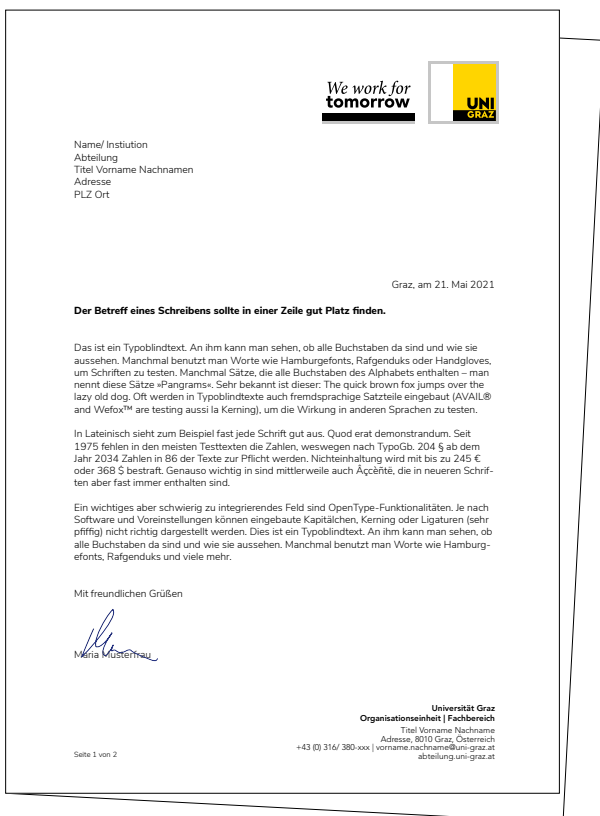 We work for
tomorrow
UNI
GRAZ
Name/ Instiution
Abteilung
Titel Vorname Nachnamen
Adresse
PLZ Ort
Graz, am 21. Mai 2021
Der Betreff eines Schreibens sollte in einer Zeile gut Platz finden.
Das ist ein Typoblindtext. An ihm kann man sehen, ob alle Buchstaben da sind und wie sie
aussehen. Manchmal benutzt man Worte wie Hamburgefonts, Rafgenduks oder Handgloves,
um Schriften zu testen. Manchmal Sätze, die alle Buchstaben des Alphabets enthalten – man
nennt diese Sätze »Pangrams«. Sehr bekannt ist dieser: The quick brown fox jumps over the
lazy old dog. Oft werden in Typoblindtexte auch fremdsprachige Satzteile eingebaut (AVAIL®
and Wefox™ are testing aussi la Kerning), um die Wirkung in anderen Sprachen zu testen.
In Lateinisch sieht zum Beispiel fast jede Schrift gut aus. Quod erat demonstrandum. Seit
1975 fehlen in den meisten Testtexten die Zahlen, weswegen nach TypoGb. 204 § ab dem
Jahr 2034 Zahlen in 86 der Texte zur Pflicht werden. Nichteinhaltung wird mit bis zu 245 €
oder 368 $ bestraft. Genauso wichtig in sind mittlerweile auch Âçcèñtë, die in neueren Schrif-
ten aber fast immer enthalten sind.
Ein wichtiges aber schwierig zu integrierendes Feld sind OpenType-Funktionalitäten. Je nach
Software und Voreinstellungen können eingebaute Kapitälchen, Kerning oder Ligaturen (sehr
pfiffig) nicht richtig dargestellt werden. Dies ist ein Typoblindtext. An ihm kann man sehen, ob
alle Buchstaben da sind und wie sie aussehen. Manchmal benutzt man Worte wie Hamburg-
efonts, Rafgenduks und viele mehr.
Mit freundlichen Grüßen
Maria Musterfrau
Universität Graz
Organisationseinheit | Fachbereich
Titel Vorname Nachname
Adresse, 8010 Graz, Österreich
+43 (0) 316/ 380-xxx | vorname.nachname@uni-graz.at
abteilung.uni-graz.at
Seite 1 von 2